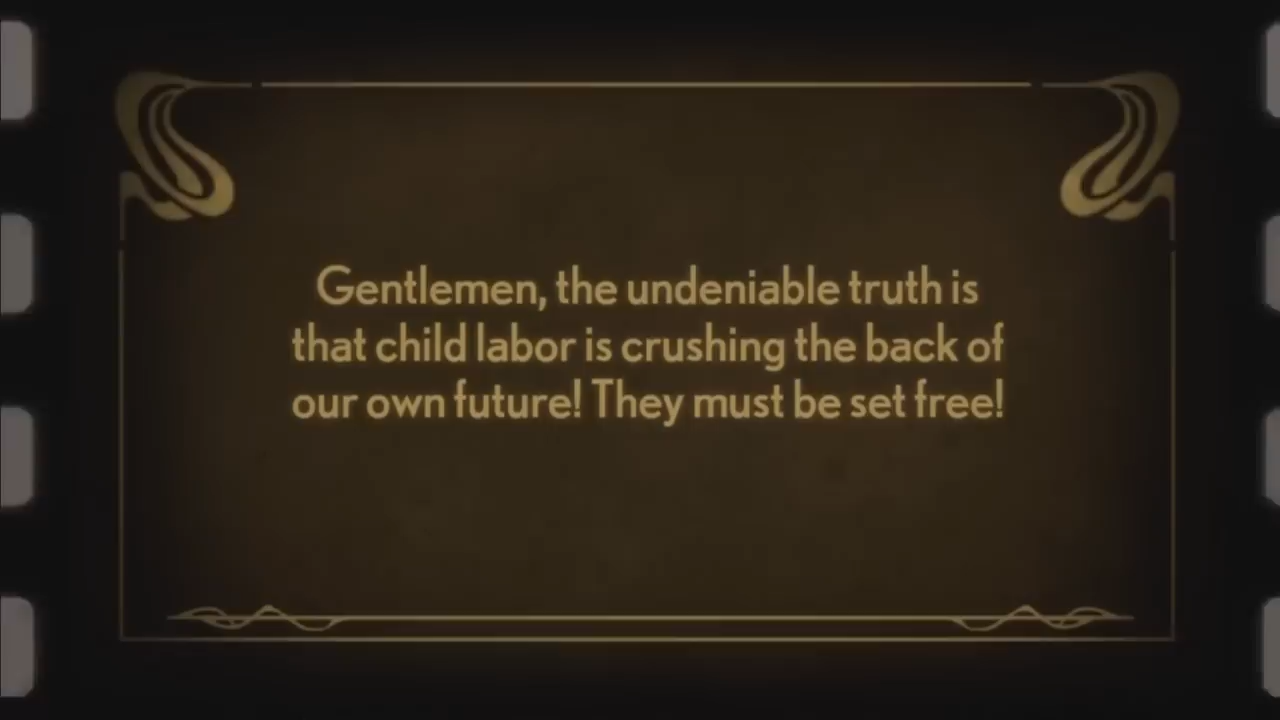 Gentlemen, the undeniable truth is
that child labor is crushing the back of
our own future! They must be set free!